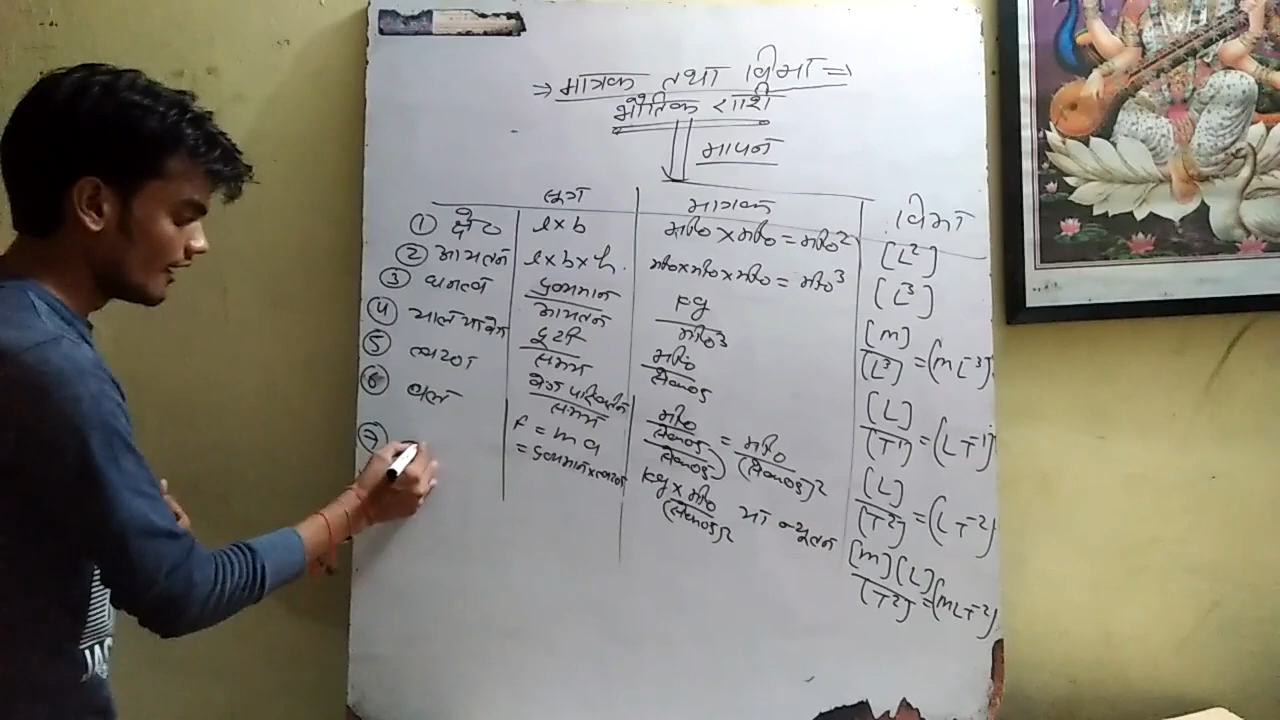 ⇒ मात्रक तथा विमा ⇒
भौतिक राशी
मापन
सूत्र मात्रक विमा
① क्षेत्र l×b मी० × मी० = मी०² [L²]
② आयतन l×b×h. मी०×मी०×मी० = मी०³ [L³]
③ घनत्व द्रव्यमान/आयतन kg/मी०³ [M]/[L³] = (ML⁻³)
④ चाल या वेग दूरी/समय मी०/सेकण्ड [L]/(T¹) = (LT⁻¹)
⑤ त्वरण वेग परिवर्तन/समय मी०/सेकण्ड/सेकण्ड = मी०/(सेकण्ड)² [L]/(T²) = (LT⁻²)
⑥ बल F = ma kg × मी०/(सेकण्ड)² या न्यूटन [M][L]/(T²) = (MLT⁻²)
= द्रव्यमान×त्वरण
⑦